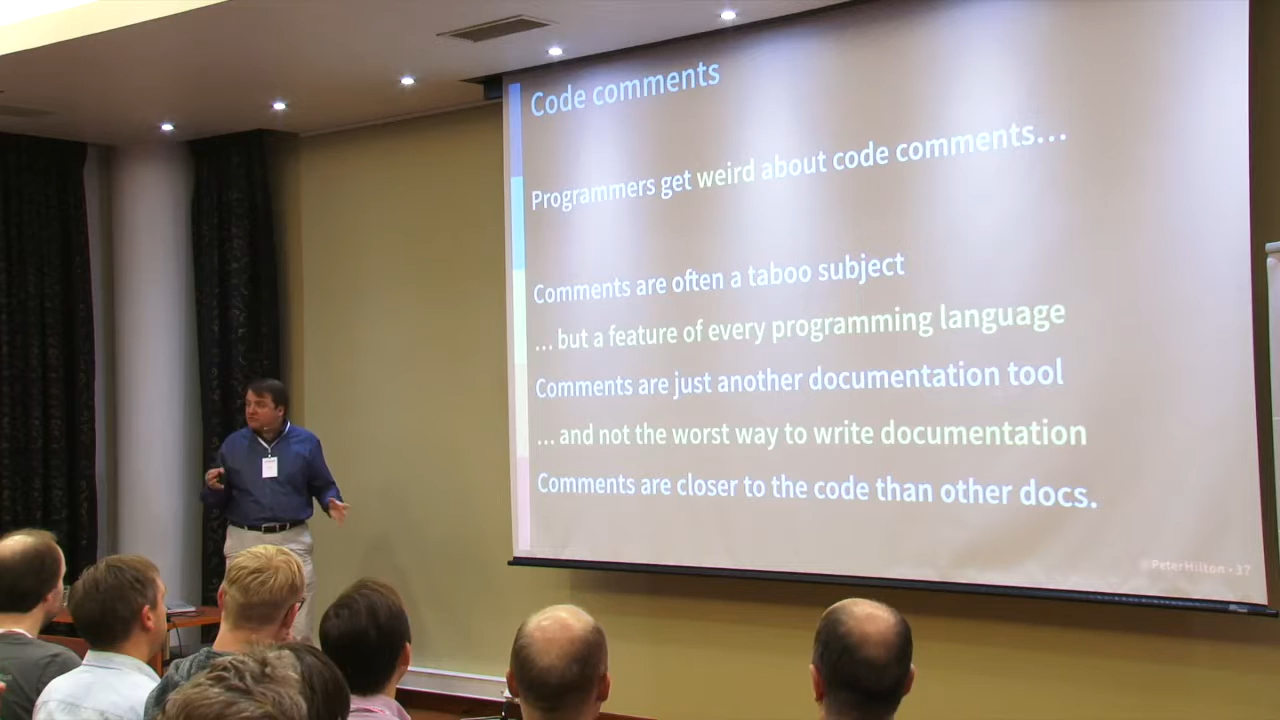 Code comments
Programmers get weird about code comments…
Comments are often a taboo subject
… but a feature of every programming language
Comments are just another documentation tool
… and not the worst way to write documentation
Comments are closer to the code than other docs.
© PeterHilton • 37